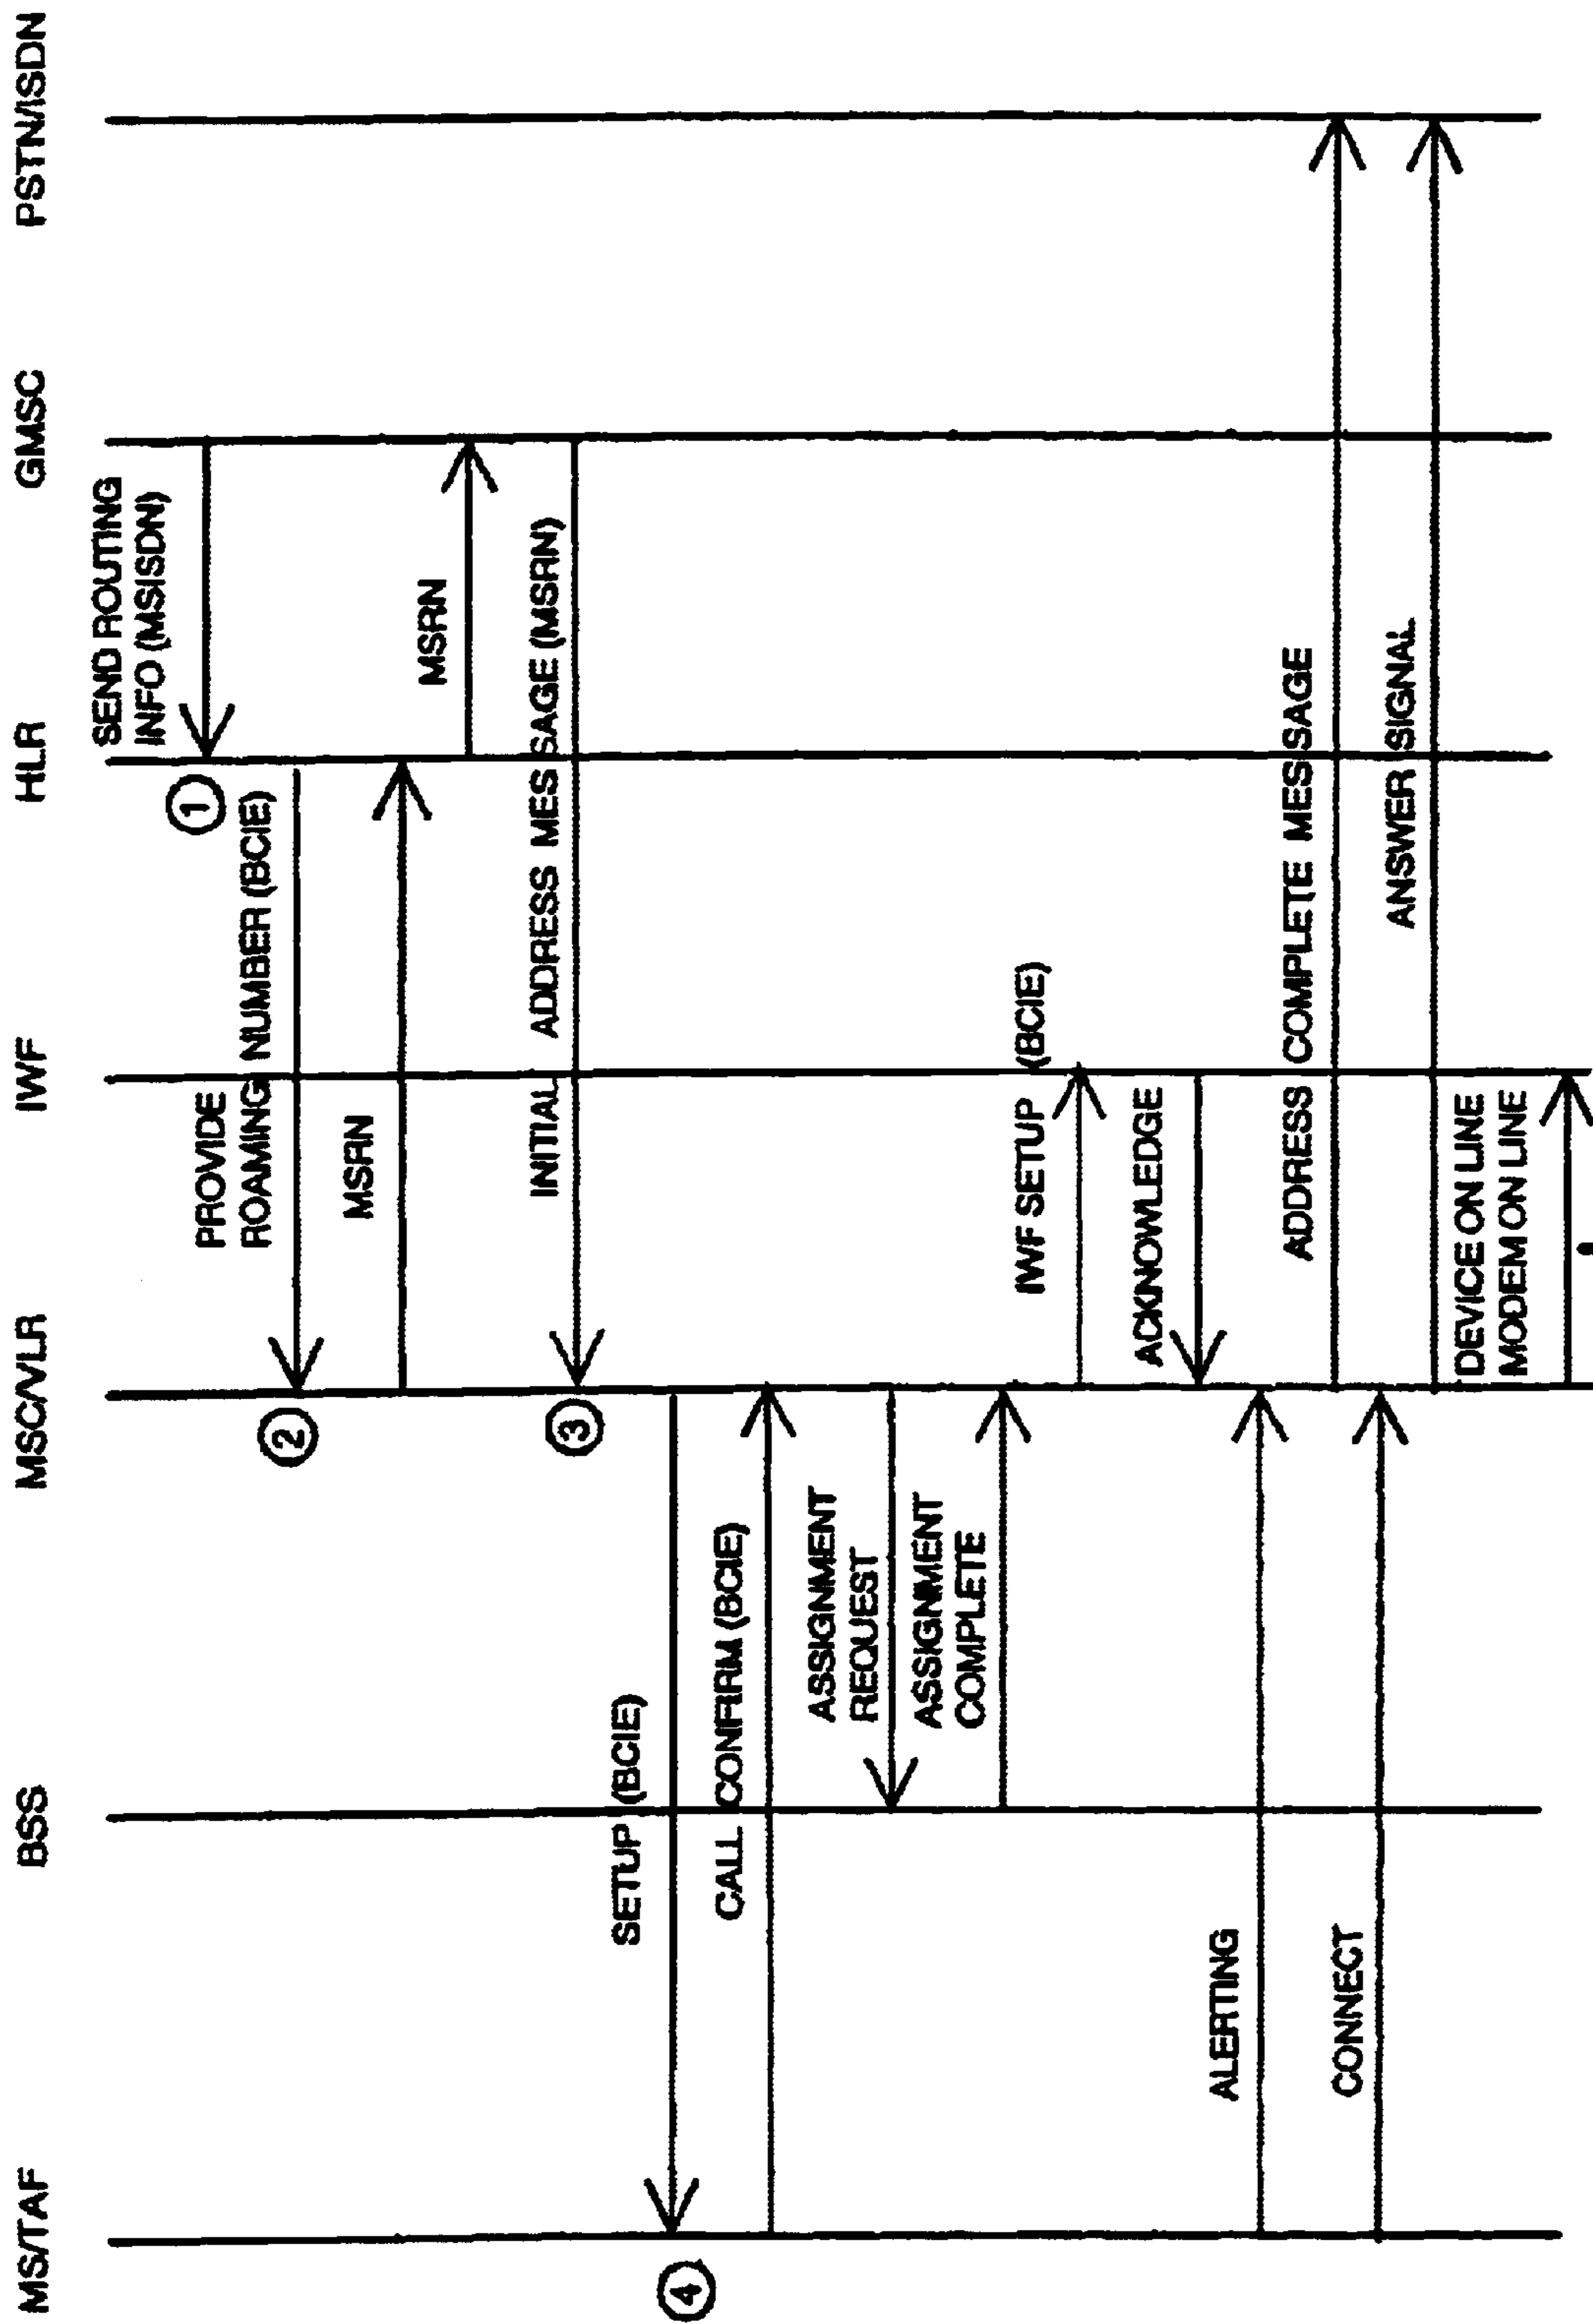 MS/TAF
BSS
MSC/VLR
IWF
HLR
GMSC
PSTN/ISDN
SEND ROUTING
INFO (MSISDN)
1
PROVIDE
ROAMING NUMBER (BCIE)
2
MSRN
MSRN
INITIAL ADDRESS MESSAGE (MSRN)
3
SETUP (BCIE)
4
CALL CONFIRM (BCIE)
ASSIGNMENT
REQUEST
ASSIGNMENT
COMPLETE
IWF SETUP (BCIE)
ACKNOWLEDGE
ALERTING
ADDRESS COMPLETE MESSAGE
CONNECT
ANSWER SIGNAL
DEVICE ON LINE
MODEM ON LINE